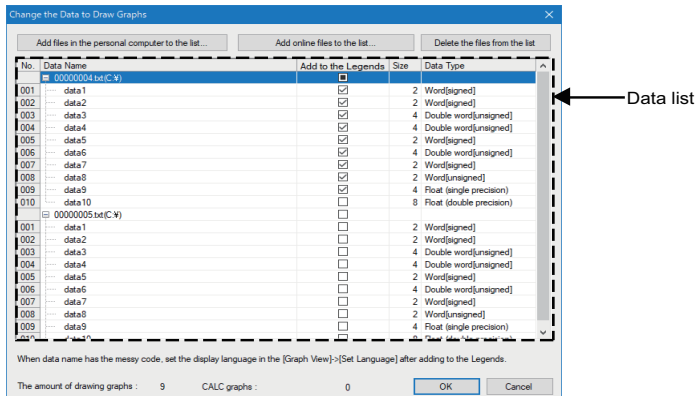 Change the Data to Draw Graphs
Add files in the personal computer to the list... Add online files to the list... Delete the files from the list
No. Data Name Add to the Legends Size Data Type
00000004.txt(C:¥)
001 data1 2 Word[signed]
002 data2 2 Word[signed]
003 data3 4 Double word[unsigned]
004 data4 4 Double word[unsigned]
005 data5 2 Word[signed]
006 data6 4 Double word[unsigned]
007 data7 2 Word[signed]
008 data8 2 Word[unsigned]
009 data9 4 Float (single precision)
010 data10 8 Float (double precision)
00000005.txt(C:¥)
001 data1 2 Word[signed]
002 data2 2 Word[signed]
003 data3 4 Double word[unsigned]
004 data4 4 Double word[unsigned]
005 data5 2 Word[signed]
006 data6 4 Double word[unsigned]
007 data7 2 Word[signed]
008 data8 2 Word[unsigned]
009 data9 4 Float (single precision)
010 data10 8 Float (double precision)
Data list
When data name has the messy code, set the display language in the [Graph View]->[Set Language] after adding to the Legends.
The amount of drawing graphs : 9 CALC graphs : 0 OK Cancel